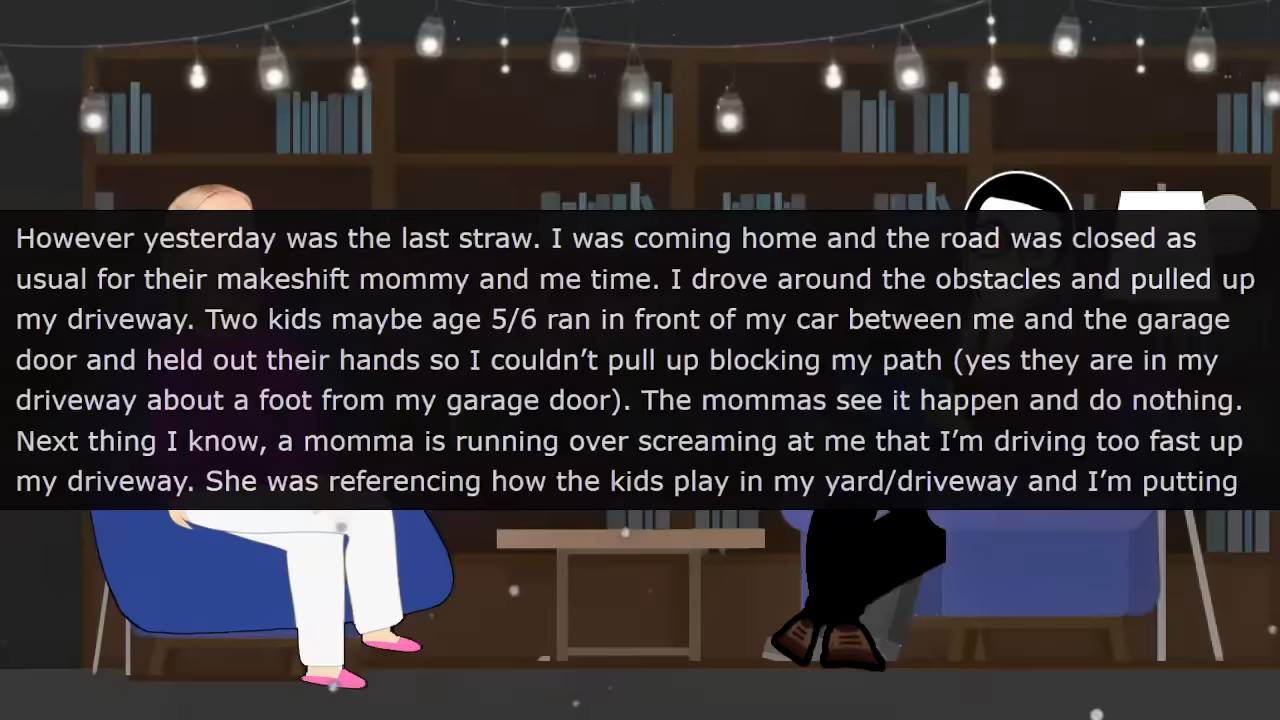 However yesterday was the last straw. I was coming home and the road was closed as
usual for their makeshift mommy and me time. I drove around the obstacles and pulled up
my driveway. Two kids maybe age 5/6 ran in front of my car between me and the garage
door and held out their hands so I couldn’t pull up blocking my path (yes they are in my
driveway about a foot from my garage door). The mommas see it happen and do nothing.
Next thing I know, a momma is running over screaming at me that I’m driving too fast up
my driveway. She was referencing how the kids play in my yard/driveway and I’m putting